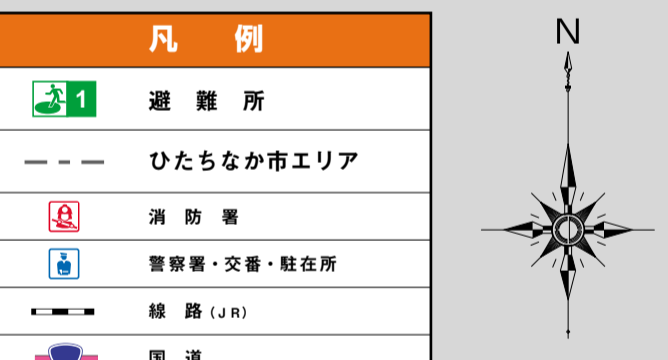 凡 例
N
1 避 難 所
ひたちなか市エリア
消 防 署
警察署・交番・駐在所
線 路(JR)
国 道